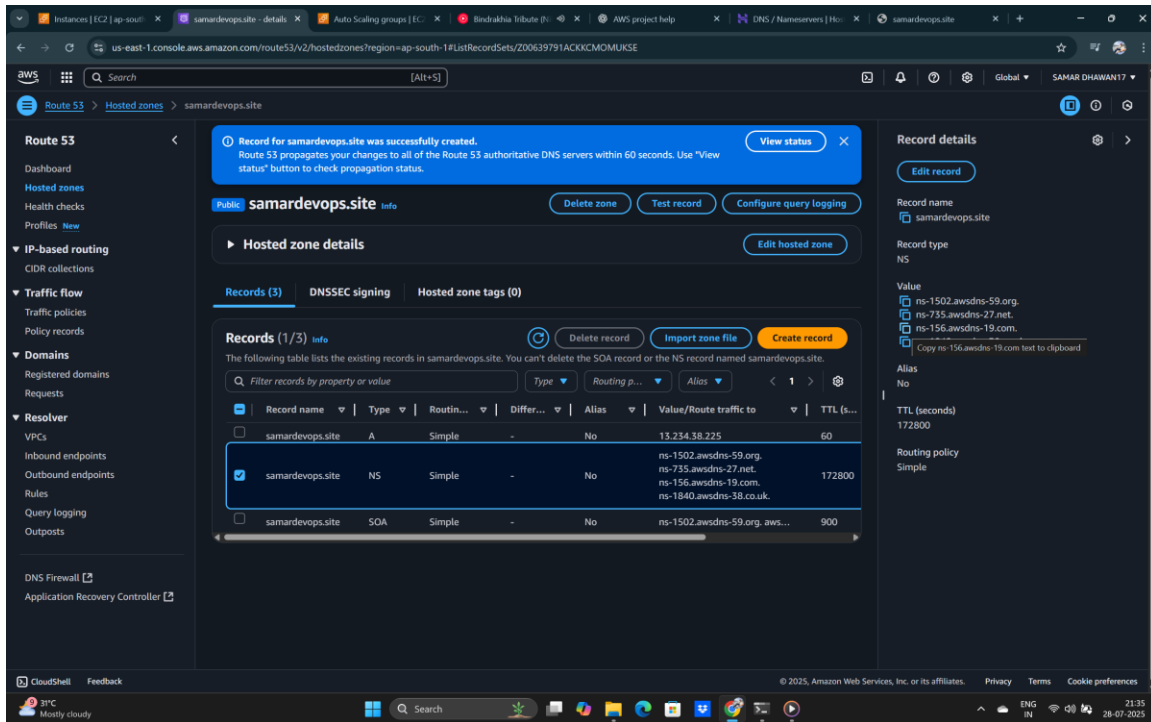 Instances | EC2 | ap-south
samardevops.site - details
Auto Scaling groups | EC2
Bindrakhia Tribute (N
AWS project help
DNS / Nameservers | Hos
samardevops.site
us-east-1.console.aws.amazon.com/route53/v2/hostedzones?region=ap-south-1#ListRecordSets/Z00639791ACKKCMOMUKSE
aws
Search
[Alt+S]
Global
SAMAR DHAWAN17
Route 53 > Hosted zones > samardevops.site
Route 53
Dashboard
Hosted zones
Health checks
Profiles New
IP-based routing
CIDR collections
Traffic flow
Traffic policies
Policy records
Domains
Registered domains
Requests
Resolver
VPCs
Inbound endpoints
Outbound endpoints
Rules
Query logging
Outposts
DNS Firewall
Application Recovery Controller
Record for samardevops.site was successfully created.
Route 53 propagates your changes to all of the Route 53 authoritative DNS servers within 60 seconds. Use "View
status" button to check propagation status.
View status
Public samardevops.site Info
Delete zone
Test record
Configure query logging
Hosted zone details
Edit hosted zone
Records (3)
DNSSEC signing
Hosted zone tags (0)
Records (1/3) Info
Delete record
Import zone file
Create record
The following table lists the existing records in samardevops.site. You can't delete the SOA record or the NS record named samardevops.site.
Filter records by property or value
Type
Routing p...
Alias
1
Record name | Type | Routin... | Differ... | Alias | Value/Route traffic to | TTL (s...
samardevops.site A Simple - No 13.234.38.225 60
samardevops.site NS Simple - No ns-1502.awsdns-59.org.
ns-735.awsdns-27.net.
ns-156.awsdns-19.com.
ns-1840.awsdns-38.co.uk.
172800
samardevops.site SOA Simple - No ns-1502.awsdns-59.org. aws... 900
Record details
Edit record
Record name
samardevops.site
Record type
NS
Value
ns-1502.awsdns-59.org.
ns-735.awsdns-27.net.
ns-156.awsdns-19.com.
Copy ns-156.awsdns-19.com text to clipboard
Alias
No
TTL (seconds)
172800
Routing policy
Simple
CloudShell
Feedback
© 2025, Amazon Web Services, Inc. or its affiliates.
Privacy
Terms
Cookie preferences
9
31°C
Mostly cloudy
Search
ENG
IN
21:35
28-07-2025